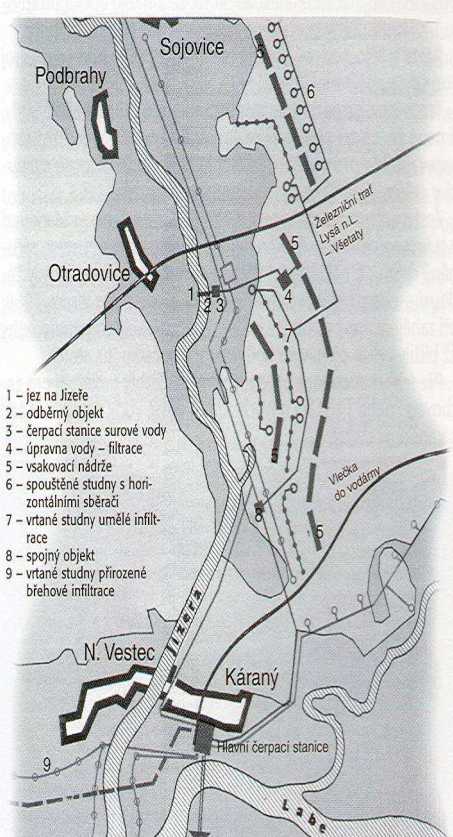 Sojovice
5
6
Podbrahy
Železniční trať
Lysá n.L.
– Všetaty
5
Otradovice
1
2
3
4
7
1 – jez na Jizeře
2 – odběrný objekt
3 – čerpací stanice surové vody
4 – úpravna vody – filtrace
5 – vsakovací nádrže
6 – spouštěné studny s hori-
zontálními sběrači
7 – vrtané studny umělé infilt-
race
8 – spojný objekt
9 – vrtané studny přirozené
břehové infiltrace
5
Vlečka
do vodárny
8
5
Jizera
N. Vestec
Káraný
Hlavní čerpací stanice
9
Labe